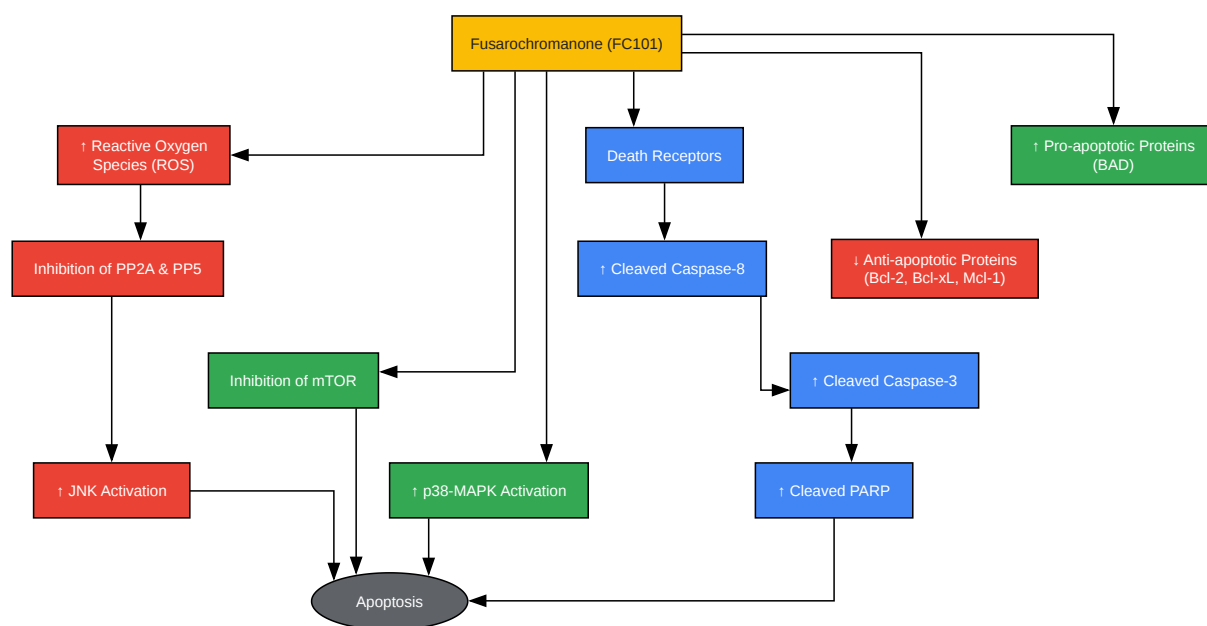 Fusarochromanone (FC101)
↑ Reactive Oxygen
Species (ROS)
Death Receptors
↑ Pro-apoptotic Proteins
(BAD)
Inhibition of PP2A & PP5
↑ Cleaved Caspase-8
↓ Anti-apoptotic Proteins
(Bcl-2, Bcl-xL, Mcl-1)
Inhibition of mTOR
↑ Cleaved Caspase-3
↑ JNK Activation
↑ p38-MAPK Activation
↑ Cleaved PARP
Apoptosis